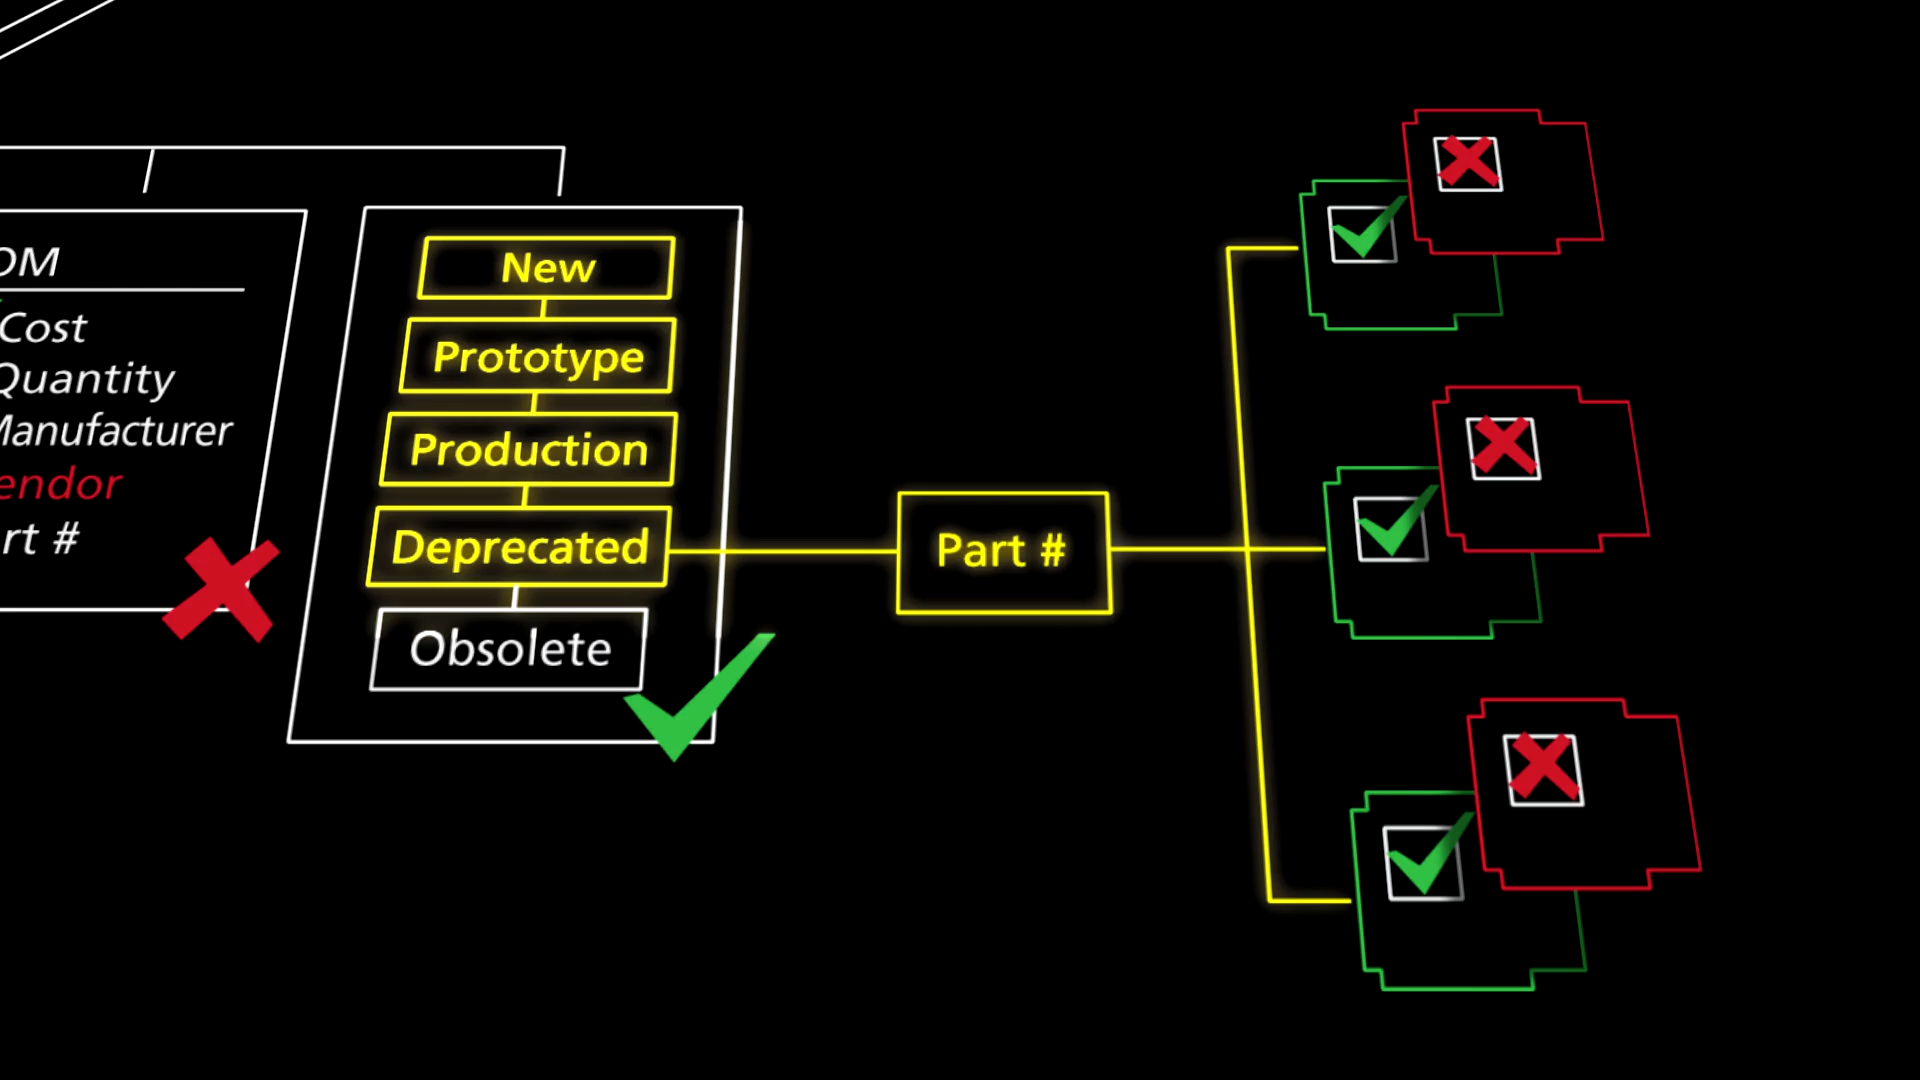 OM
Cost
Quantity
Manufacturer
endor
rt #
New
Prototype
Production
Deprecated
Obsolete
Part #